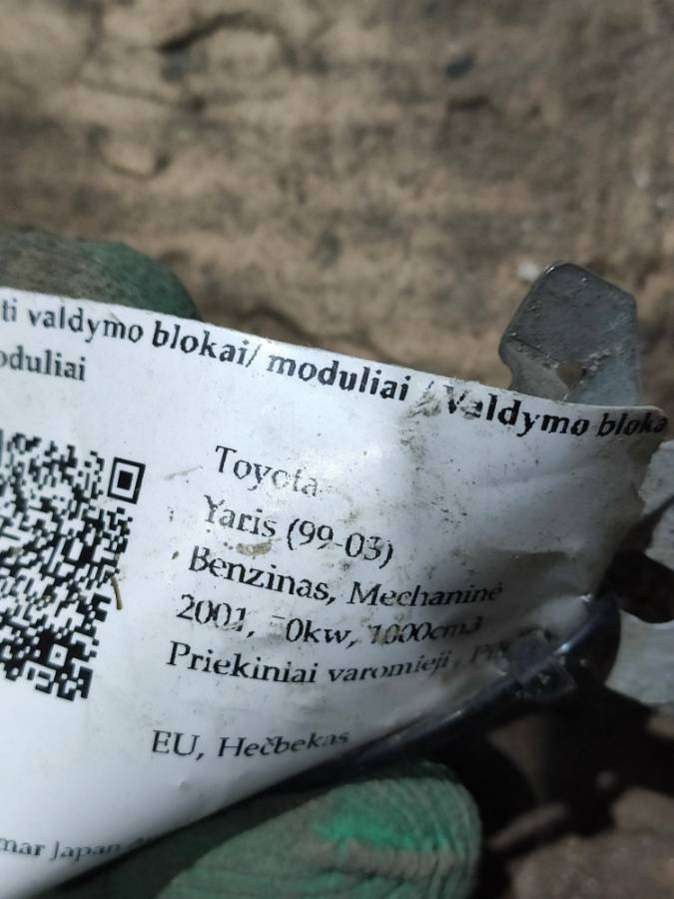 ti valdymo blokai/ moduliai / Valdymo bloka
oduliai
Toyota
Yaris (99-03)
Benzinas, Mechaninė
2001, 0kw, 1000cm3
Priekiniai varomieji,
EU, Hečbekas
mar Japan